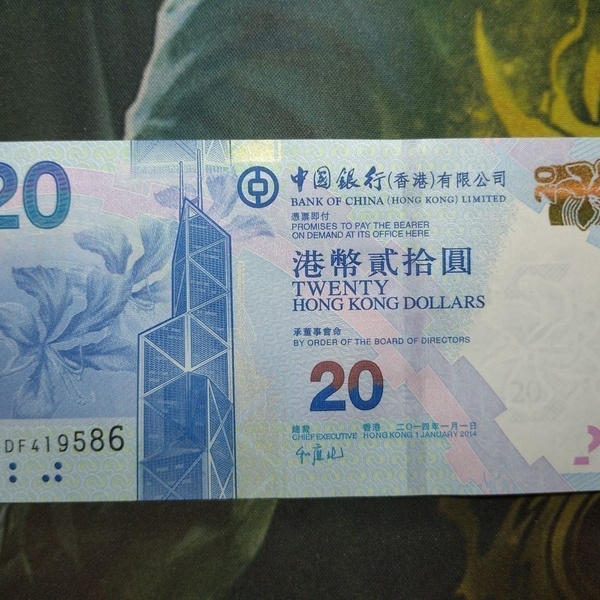 20
中國銀行(香港)有限公司
BANK OF CHINA (HONG KONG) LIMITED
憑票即付
PROMISES TO PAY THE BEARER
ON DEMAND AT ITS OFFICE HERE
港幣貳拾圓
TWENTY
HONG KONG DOLLARS
承董事會命
BY ORDER OF THE BOARD OF DIRECTORS
20
總裁 香港 二〇一四年一月一日
CHIEF EXECUTIVE HONG KONG 1 JANUARY 2014
DF419586
20
20